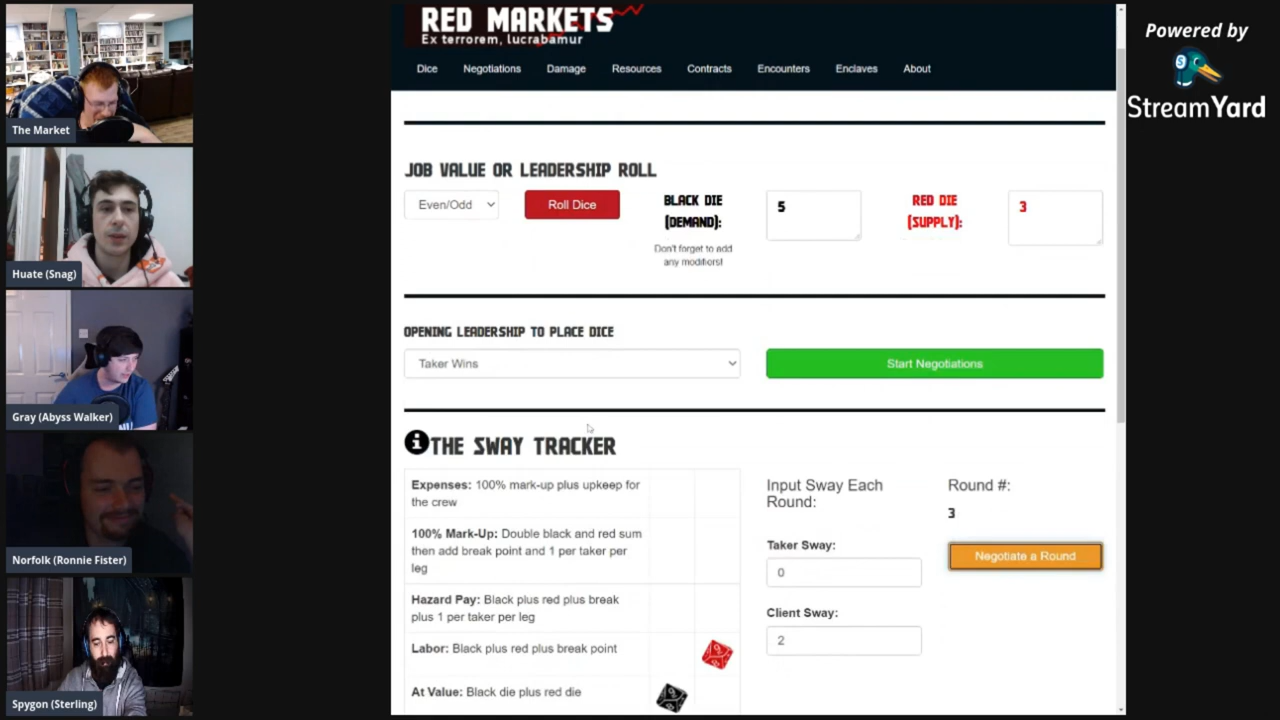 The Market
Huate (Snag)
Gray (Abyss Walker)
Norfolk (Ronnie Fister)
Spygon (Sterling)
RED MARKETS
Ex terrorem, lucrabamur
Dice Negotiations Damage Resources Contracts Encounters Enclaves About
JOB VALUE OR LEADERSHIP ROLL
Even/Odd
Roll Dice
BLACK DIE
(DEMAND):
Don't forget to add
any modifiors!
5
RED DIE
(SUPPLY):
3
OPENING LEADERSHIP TO PLACE DICE
Taker Wins
Start Negotiations
THE SWAY TRACKER
Expenses: 100% mark-up plus upkeep for
the crew
100% Mark-Up: Double black and red sum
then add break point and 1 per taker per
leg
Hazard Pay: Black plus red plus break
plus 1 per taker per leg
Labor: Black plus red plus break point
At Value: Black die plus red die
Input Sway Each
Round:
Taker Sway:
0
Client Sway:
2
Round #:
3
Negotiate a Round
Powered by
StreamYard